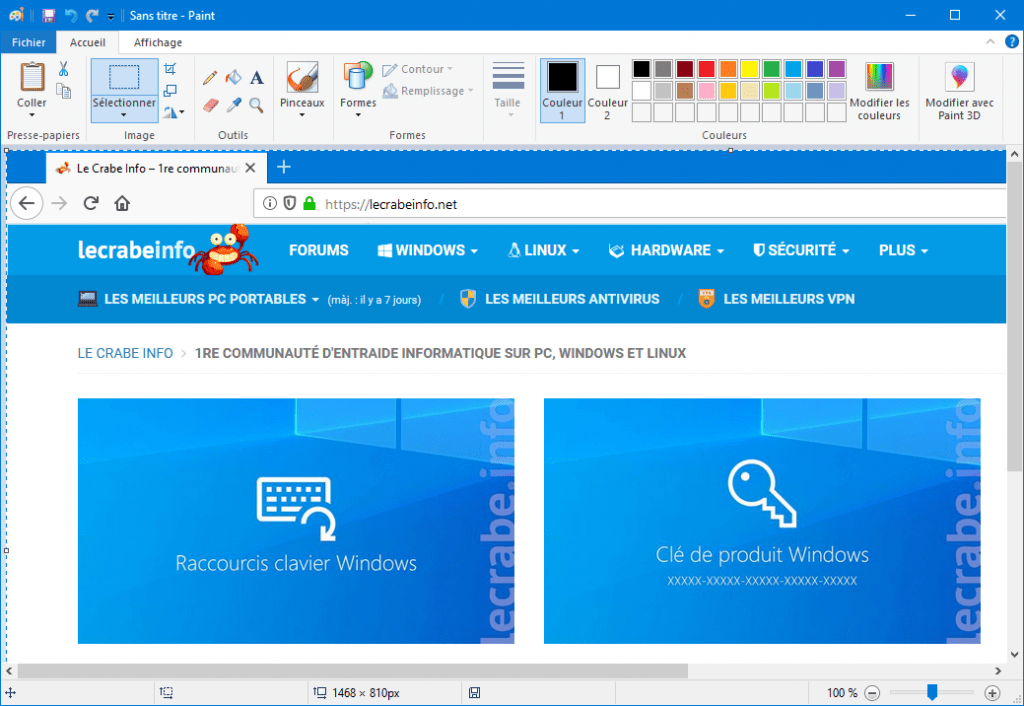 Sans titre - Paint
Fichier Accueil Affichage
Coller
Presse-papiers
Sélectionner
Image
A
Outils
Pinceaux
Formes
Contour
Remplissage
Formes
Taille
Couleur 1
Couleur 2
Couleurs
Modifier les couleurs
Modifier avec Paint 3D
Le Crabe Info – 1re communau
https://lecrabeinfo.net
lecrabeinfo FORUMS WINDOWS LINUX HARDWARE SÉCURITÉ PLUS
LES MEILLEURS PC PORTABLES (màj. : il y a 7 jours) / LES MEILLEURS ANTIVIRUS / LES MEILLEURS VPN
LE CRABE INFO > 1RE COMMUNAUTÉ D'ENTRAIDE INFORMATIQUE SUR PC, WINDOWS ET LINUX
Raccourcis clavier Windows
lecrabe.info
Clé de produit Windows
XXXXX-XXXXX-XXXXX-XXXXX-XXXXX
lecrabe.info
1468 × 810px
100 %